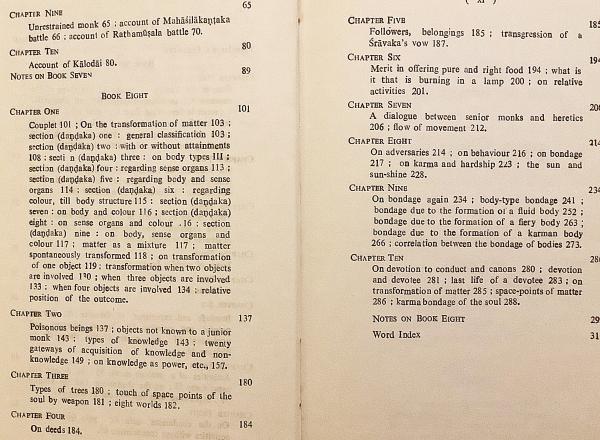 65
CHAPTER NINE
Unrestrained monk 65 ; account of Mahāśilākaṇṭaka
battle 66 ; account of Rathamūsala battle 70.
CHAPTER TEN 80
Account of Kālodāi 80.
NOTES ON BOOK SEVEN 89
BOOK EIGHT
CHAPTER ONE 101
Couplet 101 ; On the transformation of matter 103 ;
section (daṇḍaka) one : general classification 103 ;
section (daṇḍaka) two : with or without attainments
108 : secti n (daṇḍaka) three : on body types III ;
section (daṇḍaka) four : regarding sense organs 113 ;
section (daṇḍaka) five : regarding body and sense
organs 114 ; section (daṇḍaka) six : regarding
colour, till body structure 115 : section (daṇḍaka)
seven : on body and colour 116 ; section (daṇḍaka)
eight : on sense organs and colour .16 ; section
(daṇḍaka) nine : on body, sense organs and
colour 117 ; matter as a mixture 117 ; matter
spontaneously transformed 118 ; on transformation
of one object 119 ; transformation when two objects
are involved 130 ; when three objects are involved
133 ; when four objects are involved 134 ; relative
position of the outcome.
CHAPTER TWO 137
Poisonous beings 137 ; objects not known to a junior
monk 143 ; types of knowledge 143 ; twenty
gateways of acquisition of knowledge and non-
knowledge 149 ; on knowledge as power, etc., 157.
CHAPTER THREE 180
Types of trees 180 ; touch of space points of the
soul by weapon 181 ; eight worlds 182.
CHAPTER FOUR 184
On deeds 184.
( xi )
CHAPTER FIVE 185
Followers, belongings 185 ; transgression of a
Śrāvaka's vow 187.
CHAPTER SIX 194
Merit in offering pure and right food 194 ; what is
it that is burning in a lamp 200 ; on relative
activities 201.
CHAPTER SEVEN 206
A dialogue between senior monks and heretics
206 ; flow of movement 212.
CHAPTER EIGHT 214
On adversaries 214 ; on behaviour 216 ; on bondage
217 ; on karma and hardship 223 ; the sun and
sun-shine 228.
CHAPTER NINE 234
On bondage again 234 ; body-type bondage 241 ;
bondage due to the formation of a fluid body 252 ;
bondage due to the formation of a fiery body 263 ;
bondage due to the formation of a karman body
266 ; correlation between the bondage of bodies 273.
CHAPTER TEN 280
On devotion to conduct and canons 280 ; devotion
and devotee 281 ; last life of a devotee 283 ; on
transformation of matter 285 ; space-points of matter
286 ; karma bondage of the soul 288.
NOTES ON BOOK EIGHT 29
Word Index 31